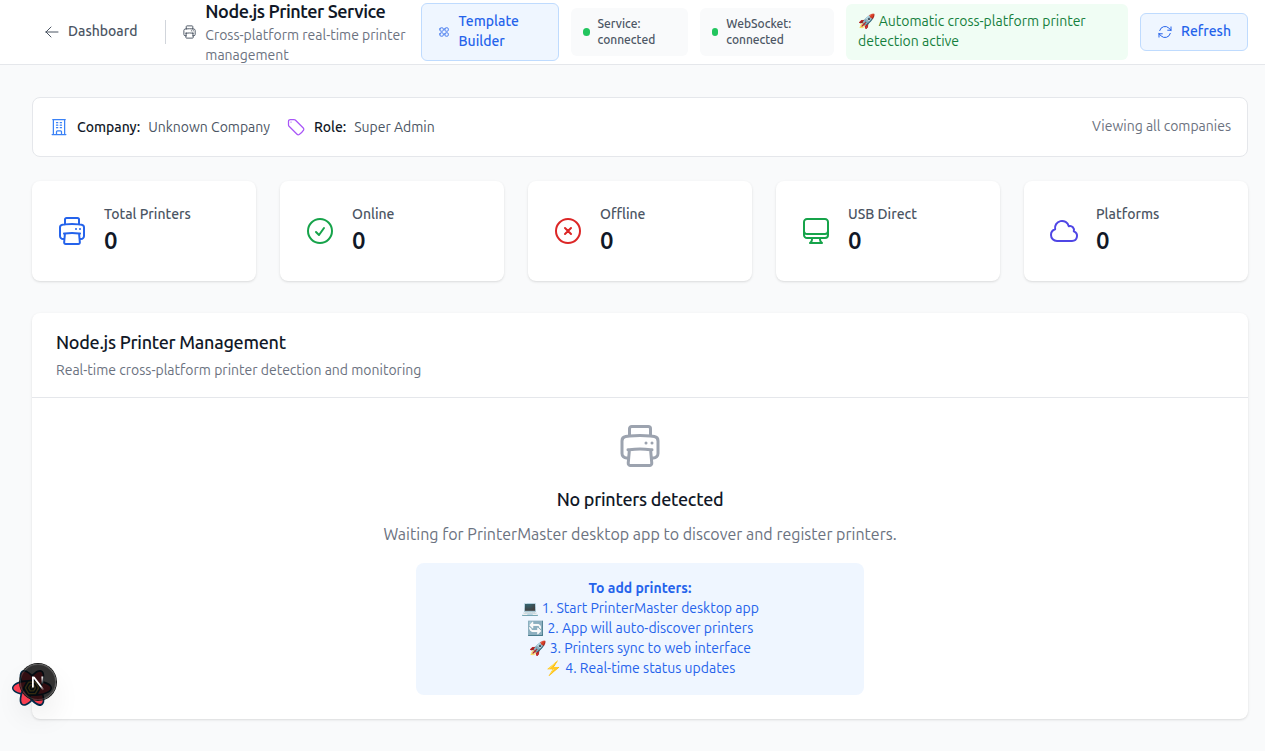 Dashboard
Node.js Printer Service
Cross-platform real-time printer
management
Template
Builder
Service:
connected
WebSocket:
connected
🚀 Automatic cross-platform printer
detection active
Refresh
Company: Unknown Company
Role: Super Admin
Viewing all companies
Total Printers
0
Online
0
Offline
0
USB Direct
0
Platforms
0
Node.js Printer Management
Real-time cross-platform printer detection and monitoring
No printers detected
Waiting for PrinterMaster desktop app to discover and register printers.
To add printers:
💻 1. Start PrinterMaster desktop app
🔄 2. App will auto-discover printers
🚀 3. Printers sync to web interface
⚡ 4. Real-time status updates
N